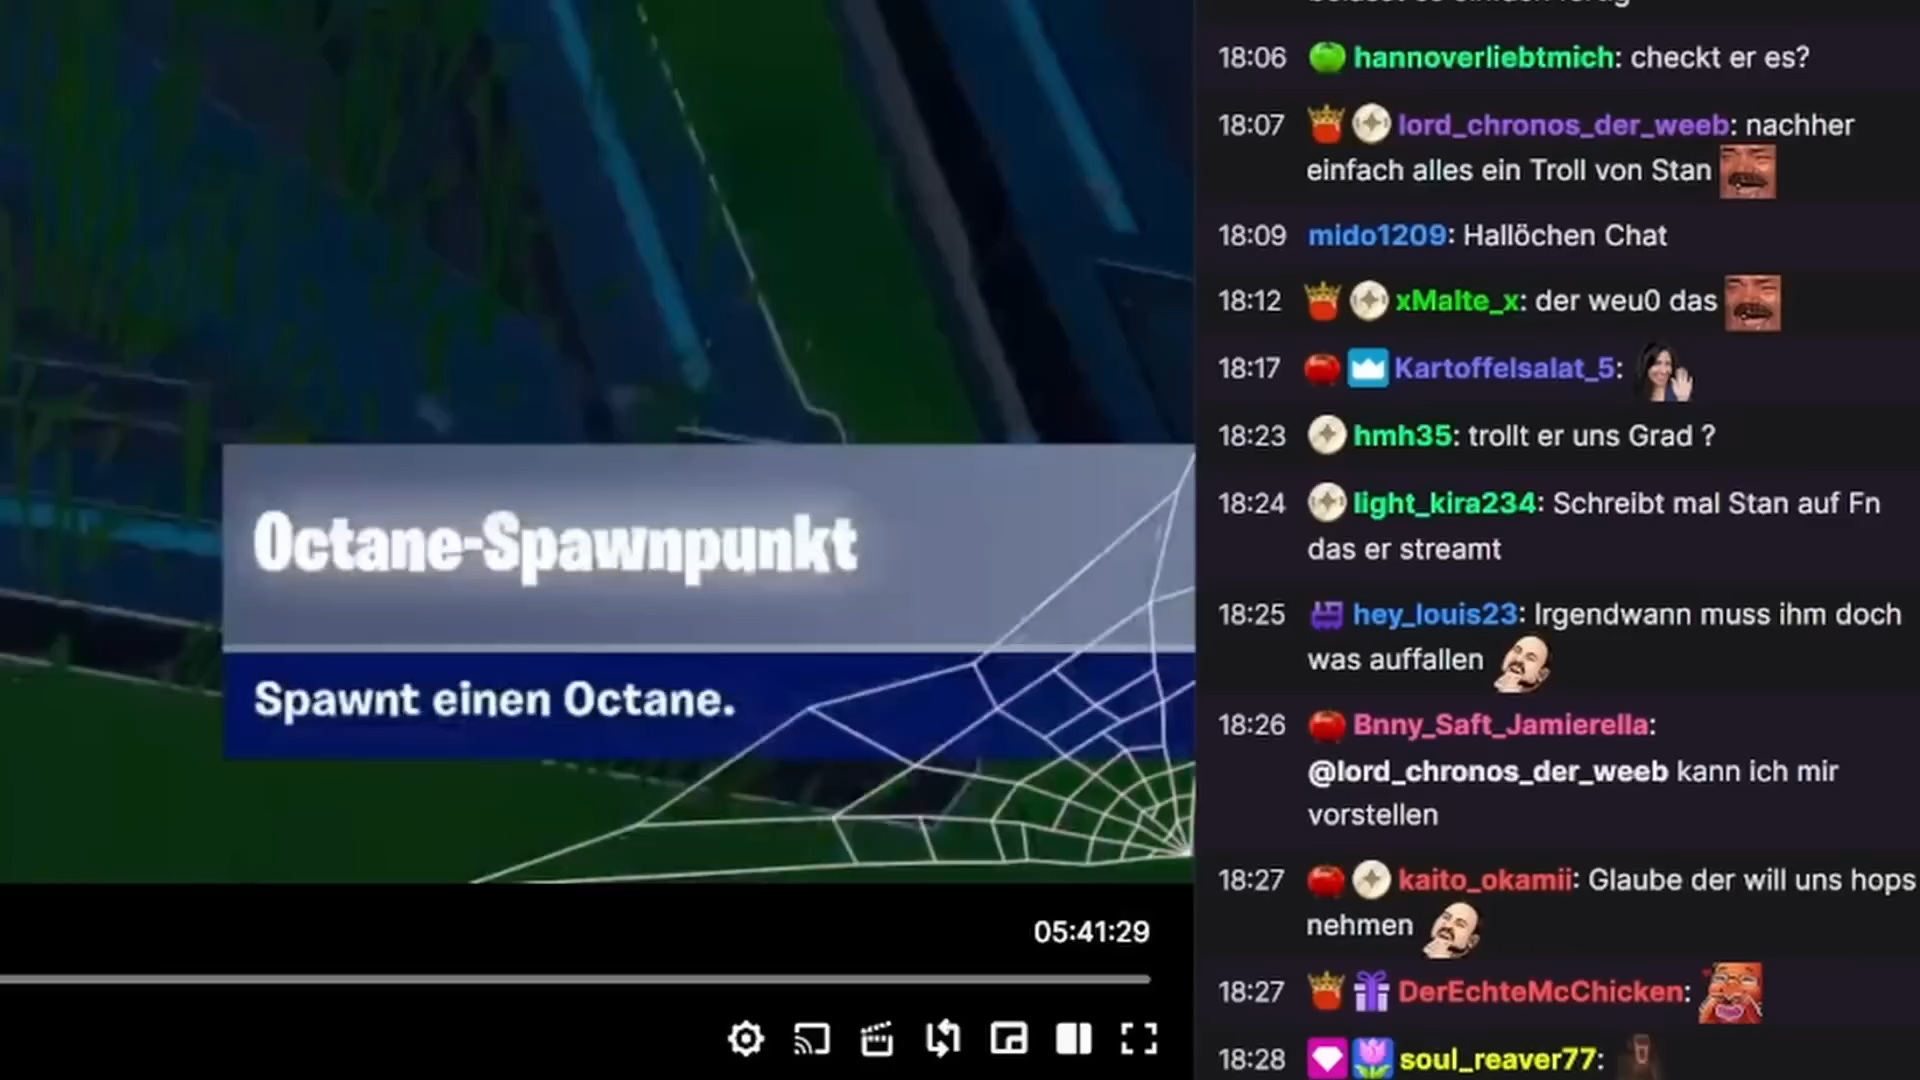 Octane-Spawnpunkt
Spawnt einen Octane.
05:41:29
18:06 hannoverliebtmich: checkt er es?
18:07 lord_chronos_der_weeb: nachher
einfach alles ein Troll von Stan
18:09 mido1209: Hallöchen Chat
18:12 xMalte_x: der weu0 das
18:17 Kartoffelsalat_5:
18:23 hmh35: trollt er uns Grad ?
18:24 light_kira234: Schreibt mal Stan auf Fn
das er streamt
18:25 hey_louis23: Irgendwann muss ihm doch
was auffallen
18:26 Bnny_Saft_Jamierella:
@lord_chronos_der_weeb kann ich mir
vorstellen
18:27 kaito_okamii: Glaube der will uns hops
nehmen
18:27 DerEchteMcChicken:
18:28 soul_reaver77: